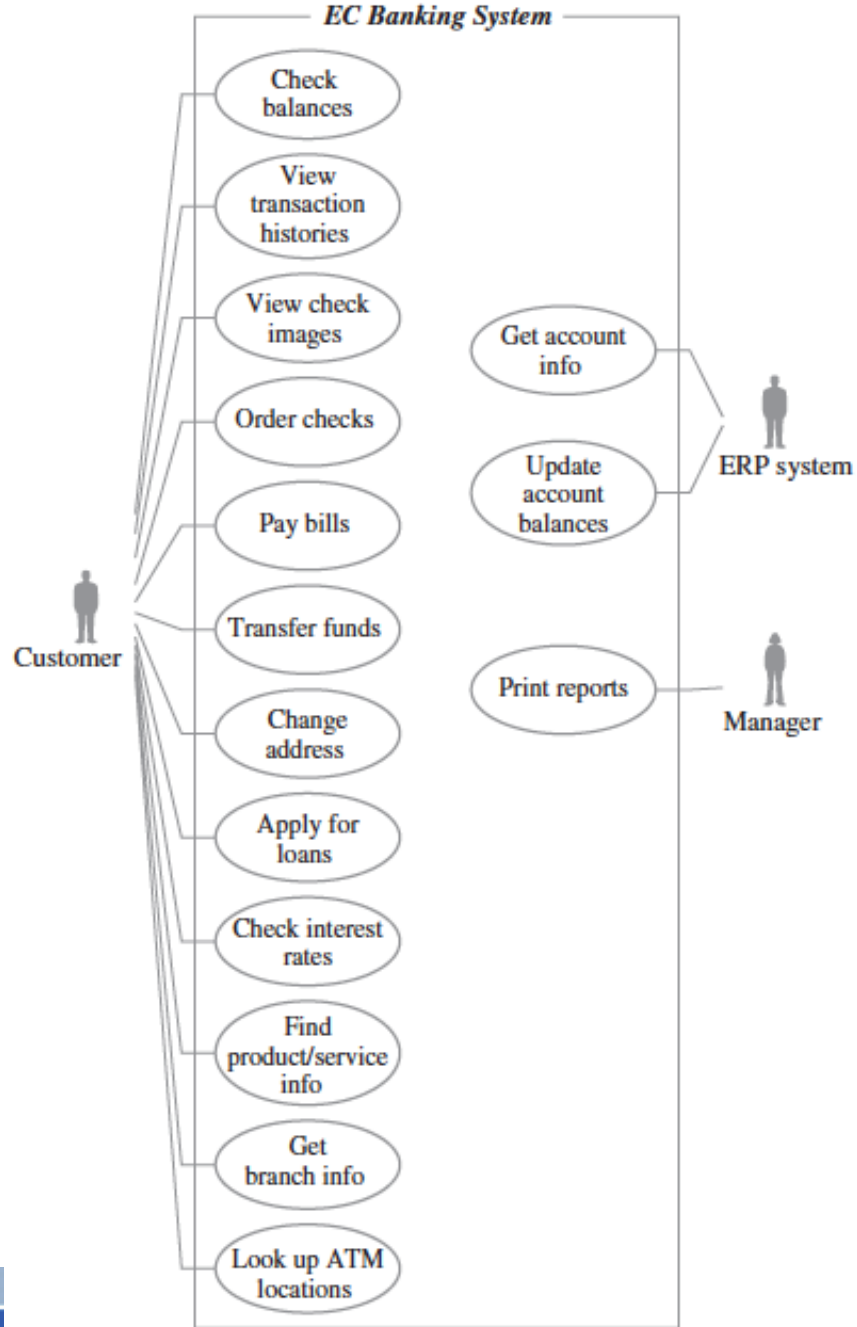 EC Banking System
Check
balances
View
transaction
histories
View check
images
Order checks
Pay bills
Transfer funds
Change
address
Apply for
loans
Check interest
rates
Find
product/service
info
Get
branch info
Look up ATM
locations
Customer
Get account
info
Update
account
balances
Print reports
ERP system
Manager